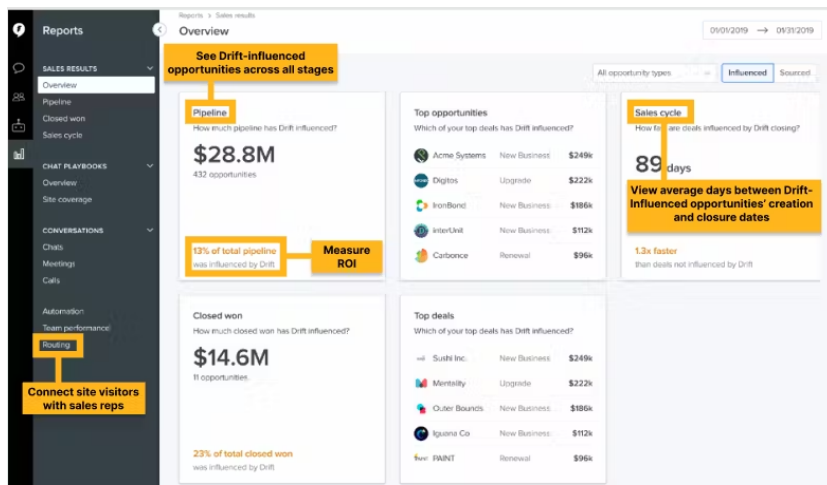 Reports > Sales results
Reports
Overview
01/01/2019 → 01/31/2019
See Drift-influenced
opportunities across all stages
All opportunity types
Influenced
Sourced
SALES RESULTS
Overview
Pipeline
Closed won
Sales cycle
CHAT PLAYBOOKS
Overview
Site coverage
CONVERSATIONS
Chats
Meetings
Calls
Automation
Team performance
Routing
Connect site visitors
with sales reps
Pipeline
How much pipeline has Drift influenced?
$28.8M
432 opportunities
13% of total pipeline
was influenced by Drift
Measure
ROI
Top opportunities
Which of your top deals has Drift influenced?
Acme Systems New Business $249k
Digitos Upgrade $222k
IronBond New Business $186k
InterUnit New Business $112k
Carbonce Renewal $96k
Sales cycle
How fast are deals influenced by Drift closing?
89 days
View average days between Drift-
Influenced opportunities' creation
and closure dates
1.3x faster
than deals not influenced by Drift
Closed won
How much closed won has Drift influenced?
$14.6M
11 opportunities
23% of total closed won
was influenced by Drift
Top deals
Which of your top deals has Drift influenced?
Sushi Inc. New Business $249k
Mentality Upgrade $222k
Outer Bounds New Business $186k
Iguana Co New Business $112k
PAINT Renewal $96k